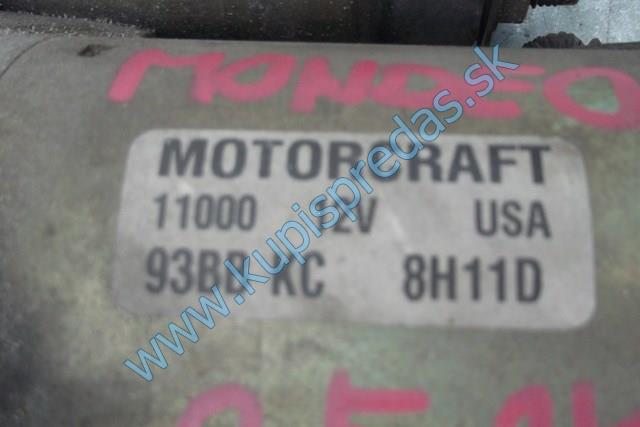 MONDEO
MOTORCRAFT
11000 12V USA
93BB KC 8H11D
www.kupispredas.sk